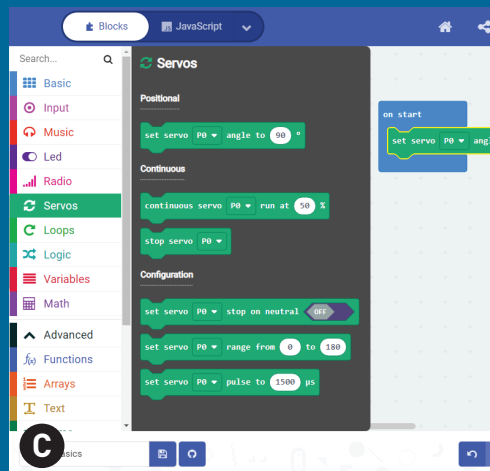 Blocks
JavaScript
Search...
Basic
Input
Music
Led
Radio
Servos
Loops
Logic
Variables
Math
Advanced
Functions
Arrays
Text
Servos
Positional
set servo P0 angle to 90 °
Continuous
continuous servo P0 run at 50 %
stop servo P0
Configuration
set servo P0 stop on neutral OFF
set servo P0 range from 0 to 180
set servo P0 pulse to 1500 µs
on start
set servo P0 ang
C
asics